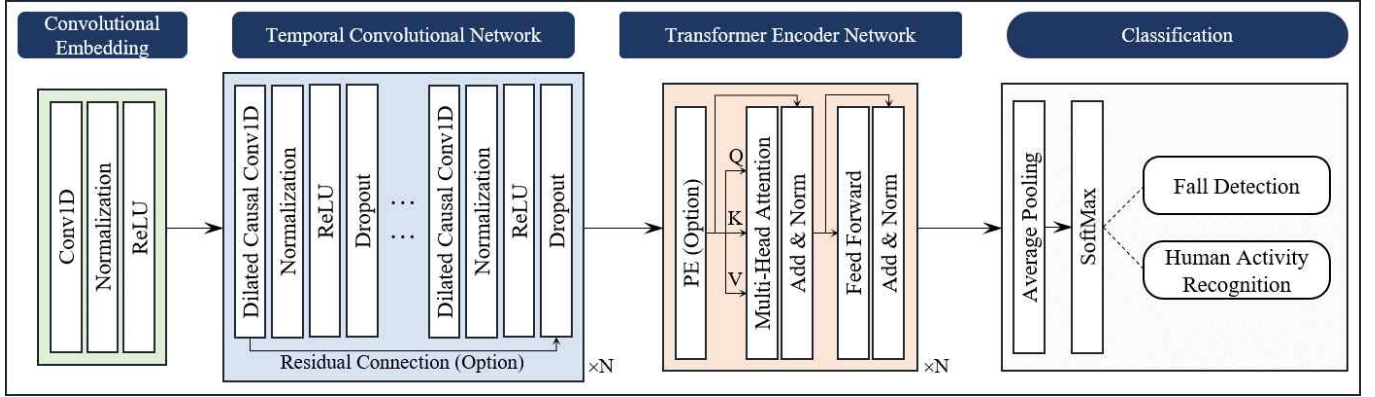 Convolutional
Embedding
Temporal Convolutional Network
Transformer Encoder Network
Classification
Conv1D
Normalization
ReLU
Dilated Causal Conv1D
Normalization
ReLU
Dropout
...
...
Dilated Causal Conv1D
Normalization
ReLU
Dropout
Residual Connection (Option)
×N
PE (Option)
Q
K
V
Multi-Head Attention
Add & Norm
Feed Forward
Add & Norm
×N
Average Pooling
SoftMax
Fall Detection
Human Activity
Recognition